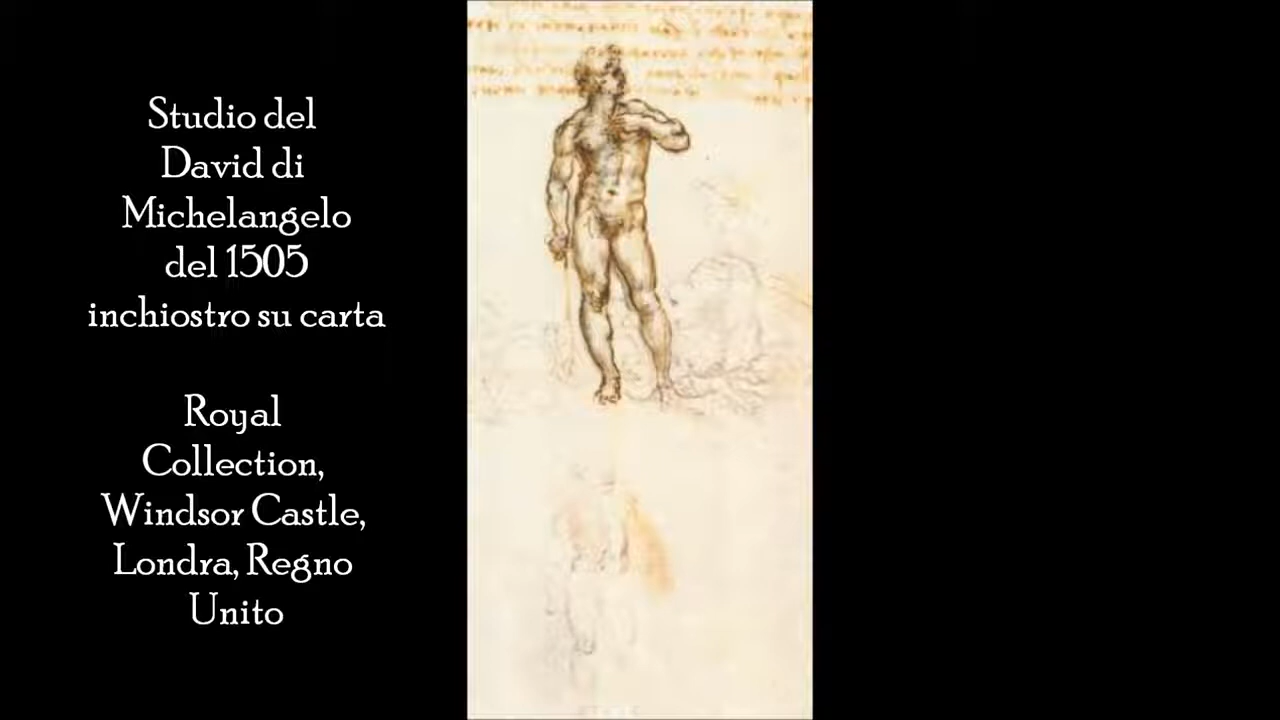 Studio del
David di
Michelangelo
del 1505
inchiostro su carta
Royal
Collection,
Windsor Castle,
Londra, Regno
Unito